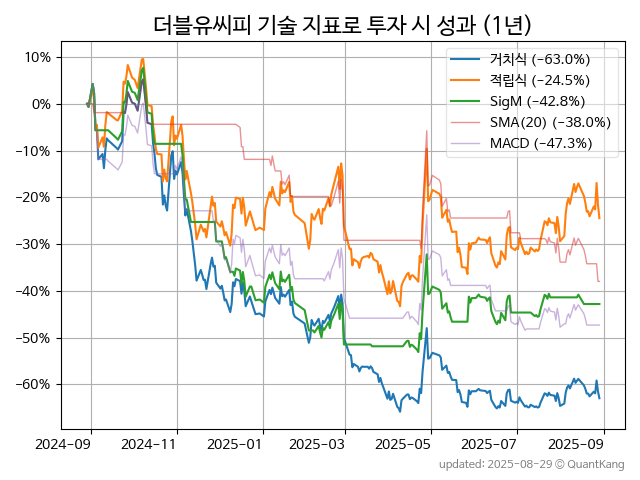 더블유씨피 기술 지표로 투자 시 성과 (1년)
거치식 (−63.0%)
적립식 (−24.5%)
SigM (−42.8%)
SMA(20) (−38.0%)
MACD (−47.3%)
10%
0%
−10%
−20%
−30%
−40%
−50%
−60%
2024-09 2024-11 2025-01 2025-03 2025-05 2025-07 2025-09
updated: 2025-08-29 ⓒ QuantKang